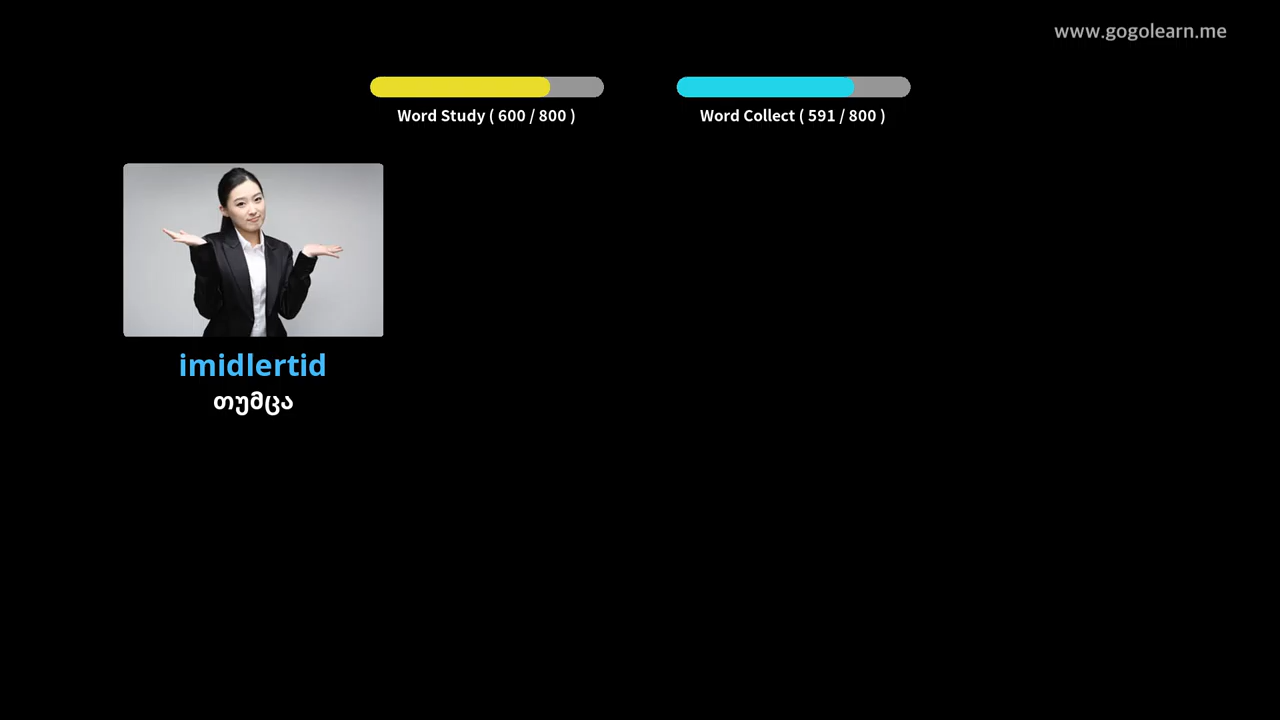 www.gogolearn.me
Word Study ( 600 / 800 )
Word Collect ( 591 / 800 )
imidlertid
თუმცა